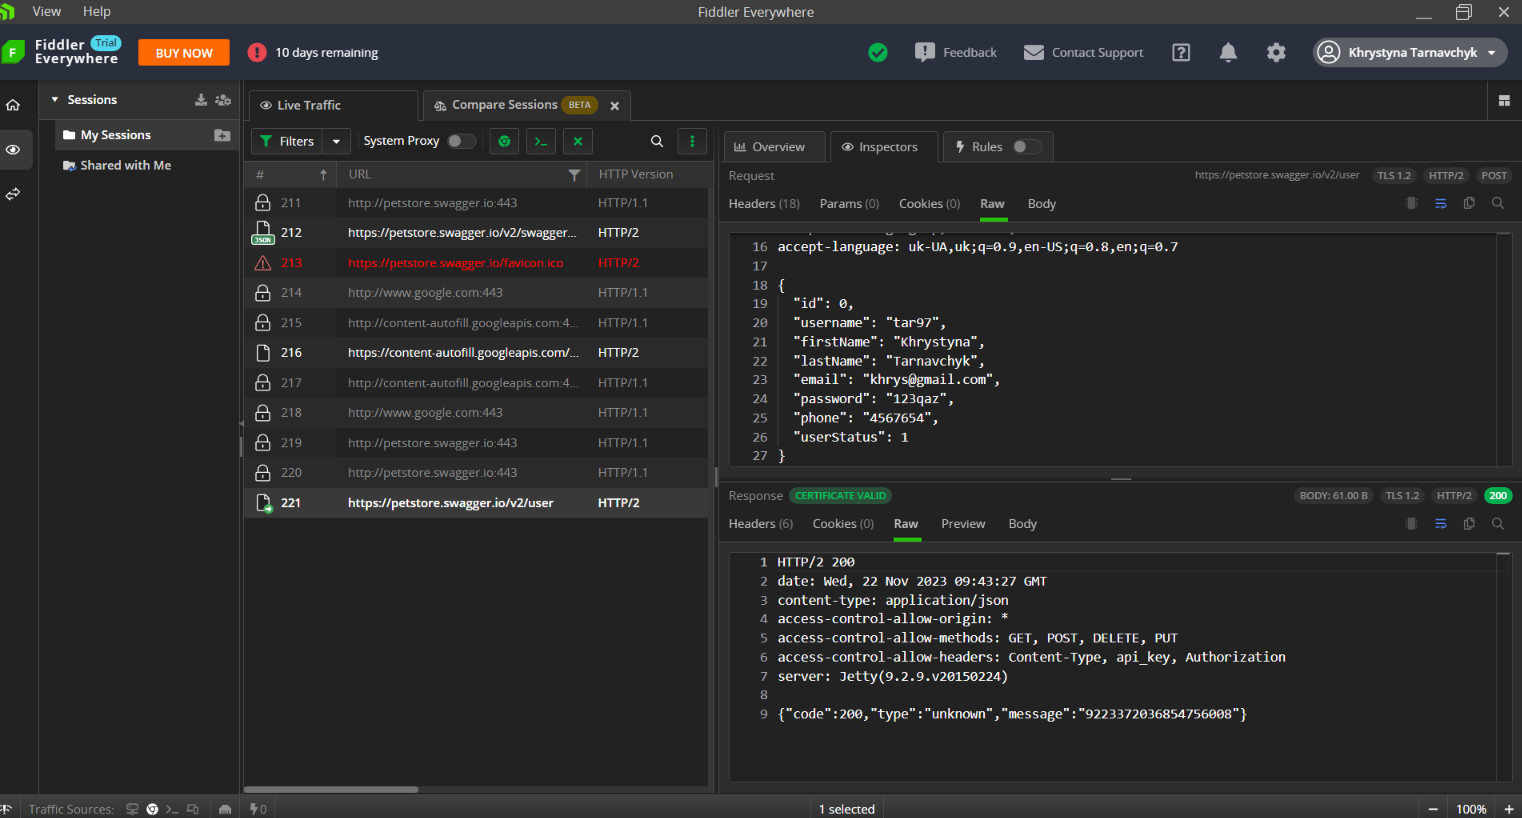 View Help
Fiddler Everywhere
F
Fiddler Trial
Everywhere
BUY NOW
10 days remaining
Feedback
Contact Support
Khrystyna Tarnavchyk
Sessions
My Sessions
Shared with Me
Live Traffic
Compare Sessions BETA
Filters
System Proxy
# URL HTTP Version
211 http://petstore.swagger.io:443 HTTP/1.1
JSON 212 https://petstore.swagger.io/v2/swagger... HTTP/2
213 https://petstore.swagger.io/favicon.ico HTTP/2
214 http://www.google.com:443 HTTP/1.1
215 http://content-autofill.googleapis.com:4... HTTP/1.1
216 https://content-autofill.googleapis.com/... HTTP/2
217 http://content-autofill.googleapis.com:4... HTTP/1.1
218 http://www.google.com:443 HTTP/1.1
219 http://petstore.swagger.io:443 HTTP/1.1
220 http://petstore.swagger.io:443 HTTP/1.1
221 https://petstore.swagger.io/v2/user HTTP/2
Overview Inspectors Rules
Request https://petstore.swagger.io/v2/user TLS 1.2 HTTP/2 POST
Headers (18) Params (0) Cookies (0) Raw Body
16 accept-language: uk-UA,uk;q=0.9,en-US;q=0.8,en;q=0.7
17
18 {
19 "id": 0,
20 "username": "tar97",
21 "firstName": "Khrystyna",
22 "lastName": "Tarnavchyk",
23 "email": "khrys@gmail.com",
24 "password": "123qaz",
25 "phone": "4567654",
26 "userStatus": 1
27 }
Response CERTIFICATE VALID BODY: 61.00 B TLS 1.2 HTTP/2 200
Headers (6) Cookies (0) Raw Preview Body
1 HTTP/2 200
2 date: Wed, 22 Nov 2023 09:43:27 GMT
3 content-type: application/json
4 access-control-allow-origin: *
5 access-control-allow-methods: GET, POST, DELETE, PUT
6 access-control-allow-headers: Content-Type, api_key, Authorization
7 server: Jetty(9.2.9.v20150224)
8
9 {"code":200,"type":"unknown","message":"9223372036854756008"}
Traffic Sources: 0
1 selected
100%